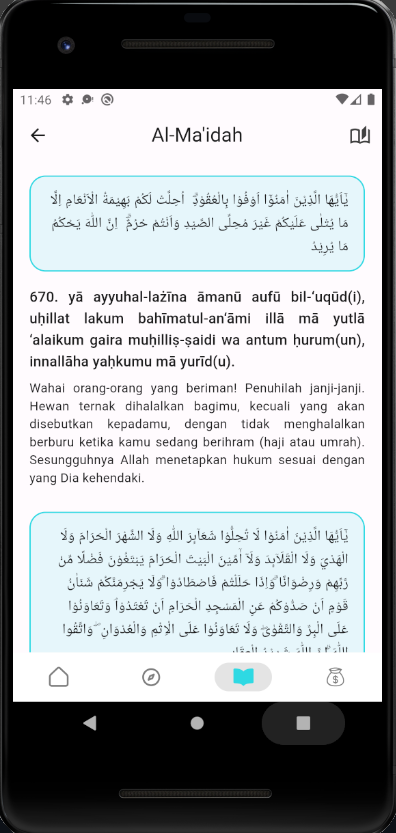 11:46
Al-Ma'idah
يٰٓاَيُّهَا الَّذِيْنَ اٰمَنُوْٓا اَوْفُوْا بِالْعُقُوْدِۗ اُحِلَّتْ لَكُمْ بَهِيْمَةُ الْاَنْعَامِ اِلَّا
مَا يُتْلٰى عَلَيْكُمْ غَيْرَ مُحِلِّى الصَّيْدِ وَاَنْتُمْ حُرُمٌۗ اِنَّ اللّٰهَ يَحْكُمُ
مَا يُرِيْدُ
670. yā ayyuhal-lażīna āmanū aufū bil-‘uqūd(i),
uḥillat lakum bahīmatul-an‘āmi illā mā yutlā
‘alaikum gaira muḥilliṣ-ṣaidi wa antum ḥurum(un),
innallāha yaḥkumu mā yurīd(u).
Wahai orang-orang yang beriman! Penuhilah janji-janji.
Hewan ternak dihalalkan bagimu, kecuali yang akan
disebutkan kepadamu, dengan tidak menghalalkan
berburu ketika kamu sedang berihram (haji atau umrah).
Sesungguhnya Allah menetapkan hukum sesuai dengan
yang Dia kehendaki.
يٰٓاَيُّهَا الَّذِيْنَ اٰمَنُوْا لَا تُحِلُّوْا شَعَاۤىِٕرَ اللّٰهِ وَلَا الشَّهْرَ الْحَرَامَ وَلَا
الْهَدْيَ وَلَا الْقَلَاۤىِٕدَ وَلَآ اٰۤمِّيْنَ الْبَيْتَ الْحَرَامَ يَبْتَغُوْنَ فَضْلًا مِّنْ
رَّبِّهِمْ وَرِضْوَانًا ۗوَاِذَا حَلَلْتُمْ فَاصْطَادُوْا ۗوَلَا يَجْرِمَنَّكُمْ شَنَاٰنُ
قَوْمٍ اَنْ صَدُّوْكُمْ عَنِ الْمَسْجِدِ الْحَرَامِ اَنْ تَعْتَدُوْاۘ وَتَعَاوَنُوْا
عَلَى الْبِرِّ وَالتَّقْوٰىۖ وَلَا تَعَاوَنُوْا عَلَى الْاِثْمِ وَالْعُدْوَانِ ۖوَاتَّقُوا